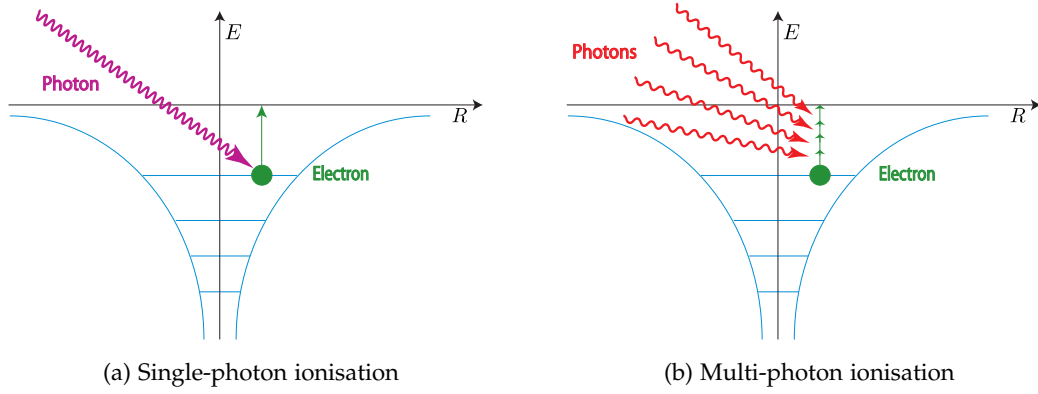 E
Photon
R
Electron
(a) Single-photon ionisation
E
Photons
R
Electron
(b) Multi-photon ionisation